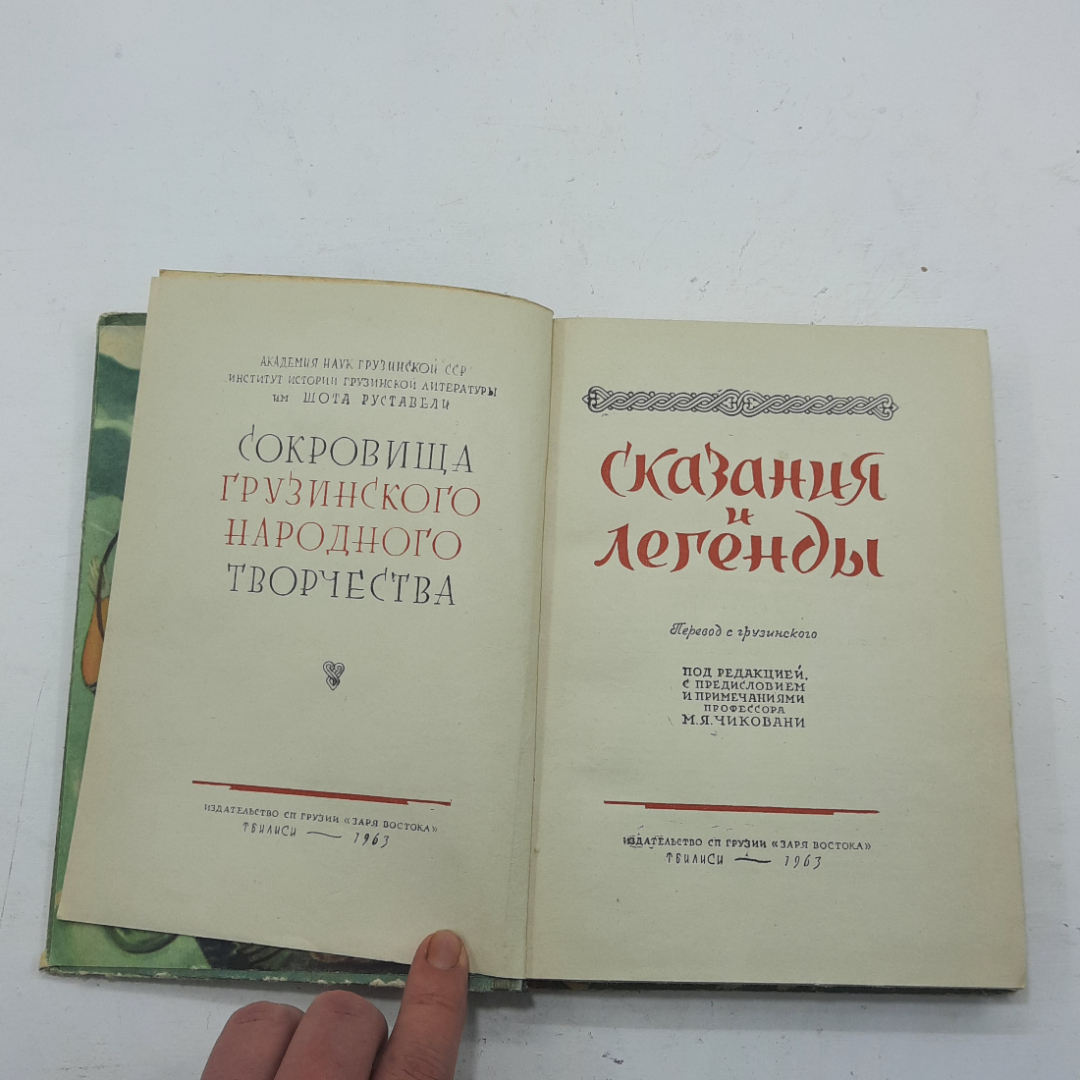 АКАДЕМИЯ НАУК ГРУЗИНСКОЙ ССР
ИНСТИТУТ ИСТОРИИ ГРУЗИНСКОЙ ЛИТЕРАТУРЫ
им ШОТА РУСТАВЕЛИ
СОКРОВИЩА
ГРУЗИНСКОГО
НАРОДНОГО
ТВОРЧЕСТВА
ИЗДАТЕЛЬСТВО СП ГРУЗИИ «ЗАРЯ ВОСТОКА»
ТБИЛИСИ — 1963
Сказания
и
легенды
Перевод с грузинского
ПОД РЕДАКЦИЕЙ,
С ПРЕДИСЛОВИЕМ
И ПРИМЕЧАНИЯМИ
ПРОФЕССОРА
М.Я.ЧИКОВАНИ
ИЗДАТЕЛЬСТВО СП ГРУЗИИ «ЗАРЯ ВОСТОКА»
ТБИЛИСИ — 1963